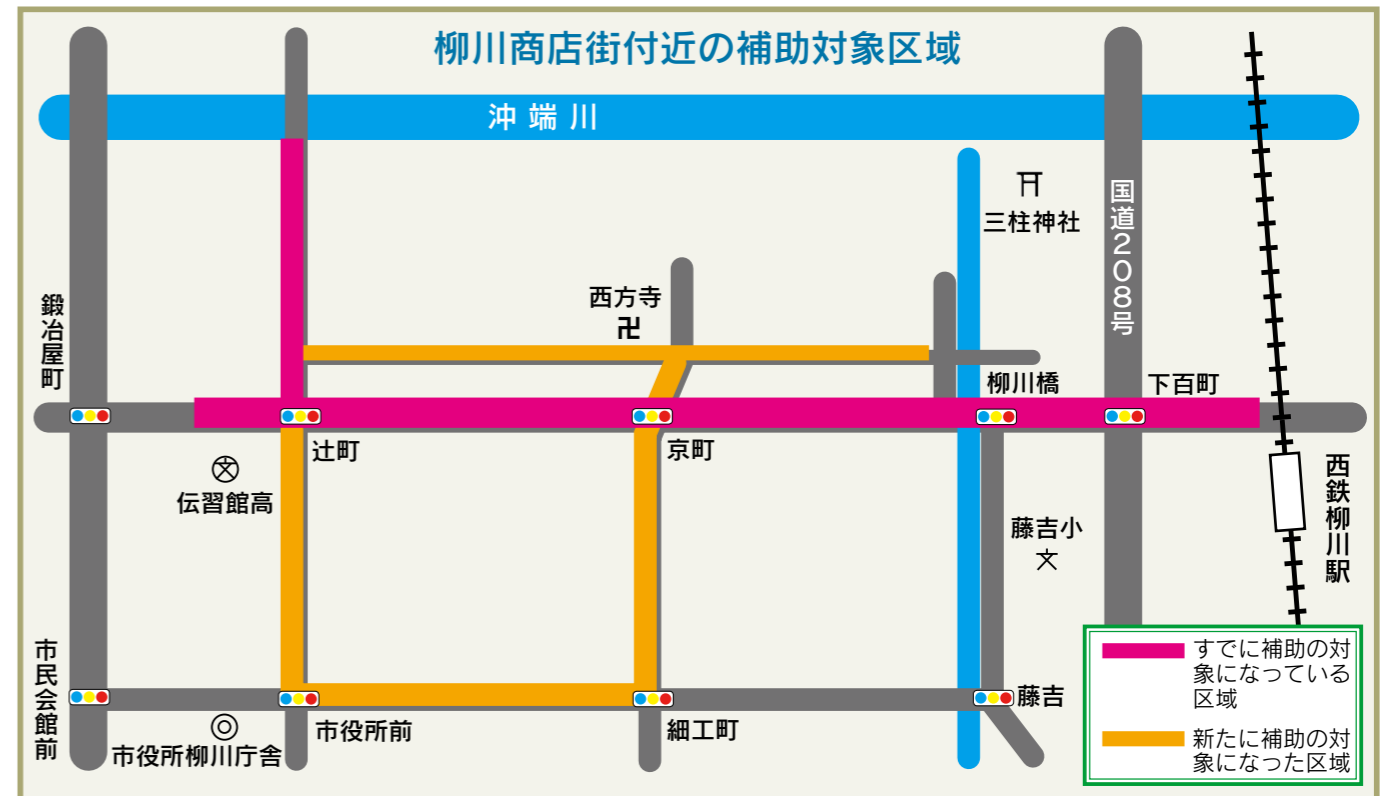 柳川商店街付近の補助対象区域
沖端川
三柱神社
国道208号
西方寺
卍
鍛冶屋町
柳川橋
下百町
辻町
京町
文
伝習館高
西鉄柳川駅
藤吉小
文
市民会館前
市役所前
細工町
藤吉
市役所柳川庁舎
すでに補助の対
象になっている
区域
新たに補助の対
象になった区域